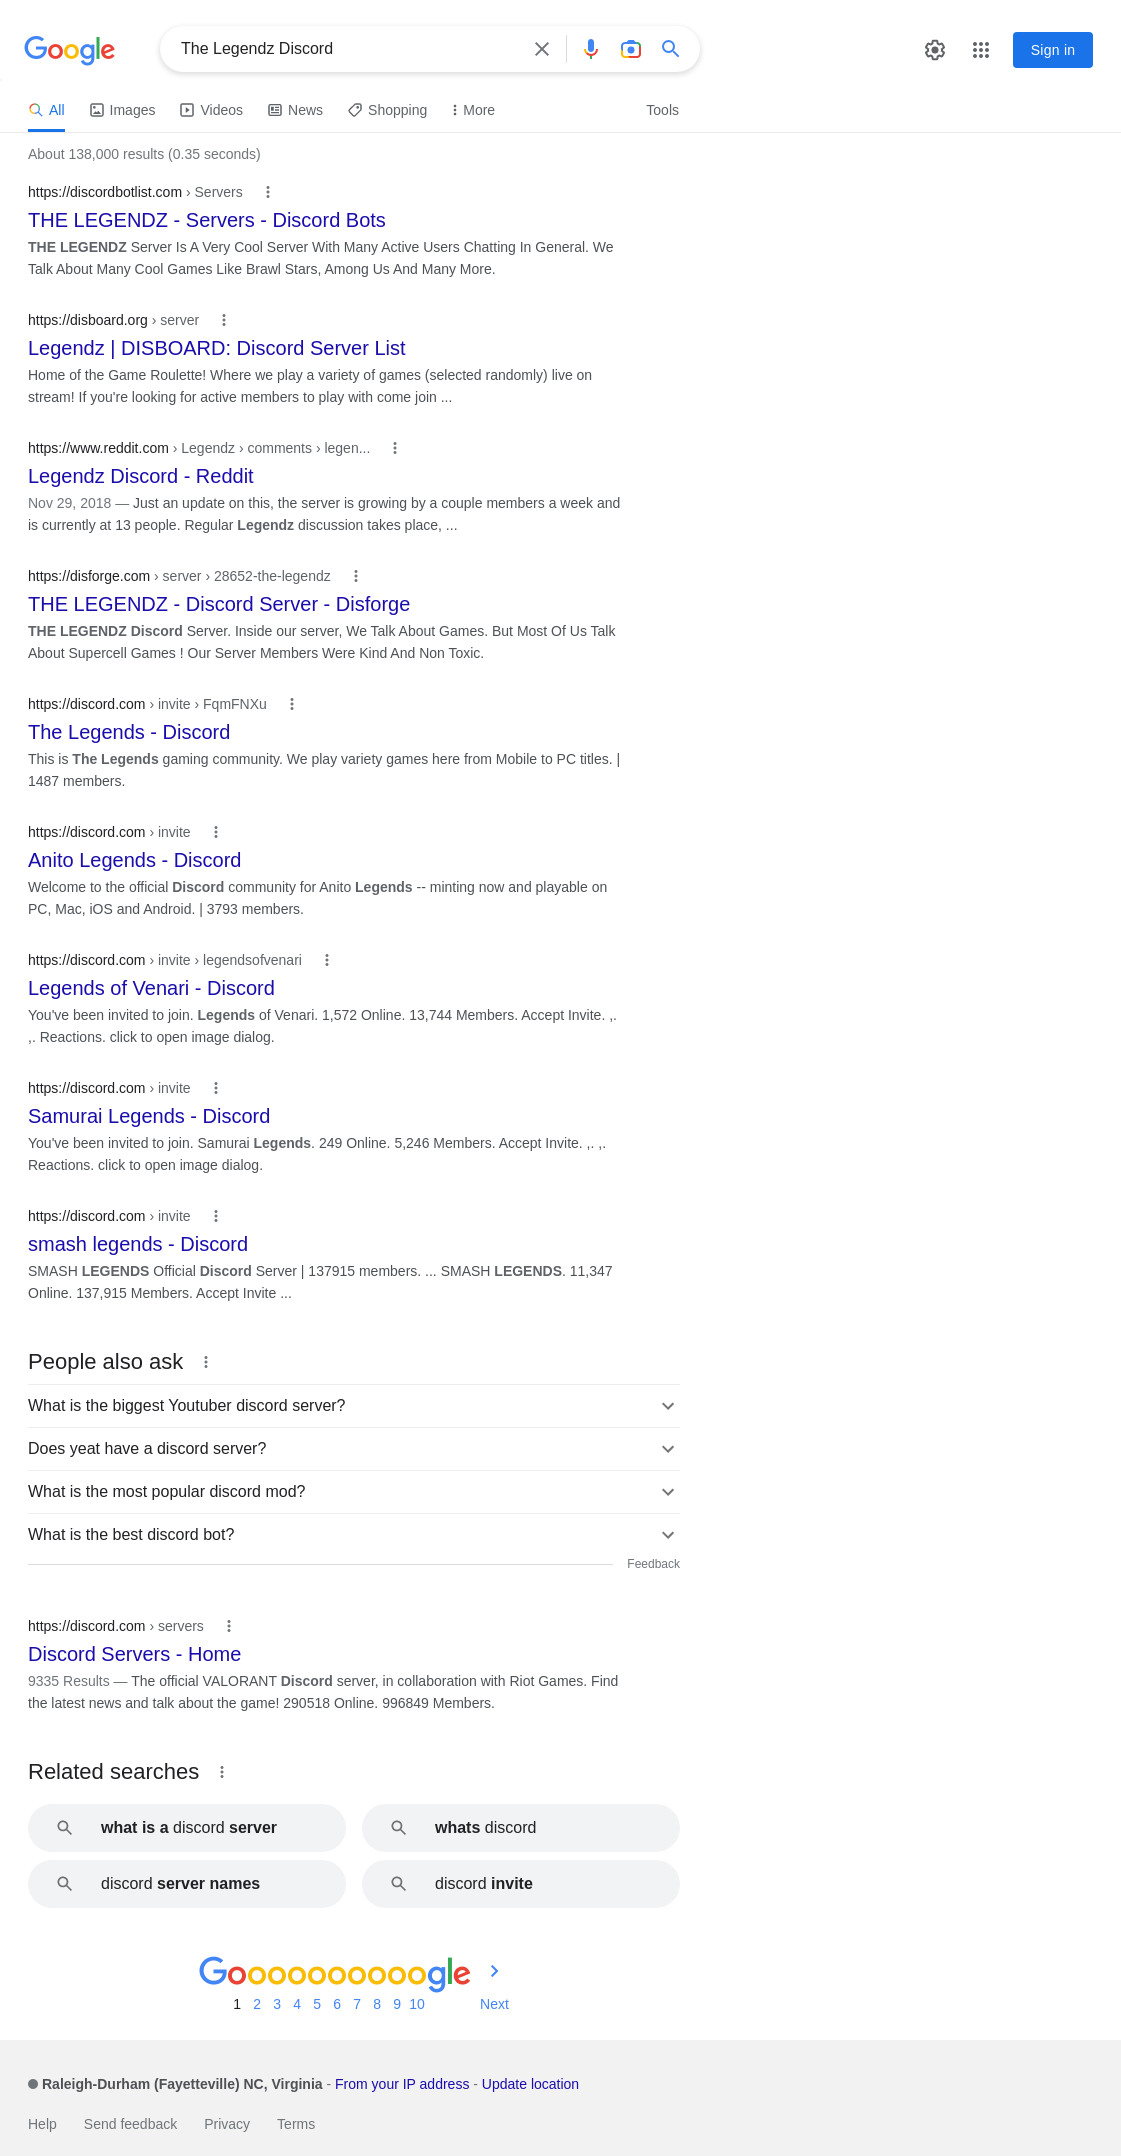 Google
The Legendz Discord
Sign in
All
Images
Videos
News
Shopping
More
Tools
About 138,000 results (0.35 seconds)
https://discordbotlist.com › Servers
THE LEGENDZ - Servers - Discord Bots
THE LEGENDZ Server Is A Very Cool Server With Many Active Users Chatting In General. We
Talk About Many Cool Games Like Brawl Stars, Among Us And Many More.
https://disboard.org › server
Legendz | DISBOARD: Discord Server List
Home of the Game Roulette! Where we play a variety of games (selected randomly) live on
stream! If you're looking for active members to play with come join ...
https://www.reddit.com › Legendz › comments › legen...
Legendz Discord - Reddit
Nov 29, 2018 — Just an update on this, the server is growing by a couple members a week and
is currently at 13 people. Regular Legendz discussion takes place, ...
https://disforge.com › server › 28652-the-legendz
THE LEGENDZ - Discord Server - Disforge
THE LEGENDZ Discord Server. Inside our server, We Talk About Games. But Most Of Us Talk
About Supercell Games ! Our Server Members Were Kind And Non Toxic.
https://discord.com › invite › FqmFNXu
The Legends - Discord
This is The Legends gaming community. We play variety games here from Mobile to PC titles. |
1487 members.
https://discord.com › invite
Anito Legends - Discord
Welcome to the official Discord community for Anito Legends -- minting now and playable on
PC, Mac, iOS and Android. | 3793 members.
https://discord.com › invite › legendsofvenari
Legends of Venari - Discord
You've been invited to join. Legends of Venari. 1,572 Online. 13,744 Members. Accept Invite. ,.
,. Reactions. click to open image dialog.
https://discord.com › invite
Samurai Legends - Discord
You've been invited to join. Samurai Legends. 249 Online. 5,246 Members. Accept Invite. ,. ,.
Reactions. click to open image dialog.
https://discord.com › invite
smash legends - Discord
SMASH LEGENDS Official Discord Server | 137915 members. ... SMASH LEGENDS. 11,347
Online. 137,915 Members. Accept Invite ...
People also ask
What is the biggest Youtuber discord server?
Does yeat have a discord server?
What is the most popular discord mod?
What is the best discord bot?
Feedback
https://discord.com › servers
Discord Servers - Home
9335 Results — The official VALORANT Discord server, in collaboration with Riot Games. Find
the latest news and talk about the game! 290518 Online. 996849 Members.
Related searches
what is a discord server
whats discord
discord server names
discord invite
Goooooooooogle
1 2 3 4 5 6 7 8 9 10 Next
Raleigh-Durham (Fayetteville) NC, Virginia - From your IP address - Update location
Help Send feedback Privacy Terms